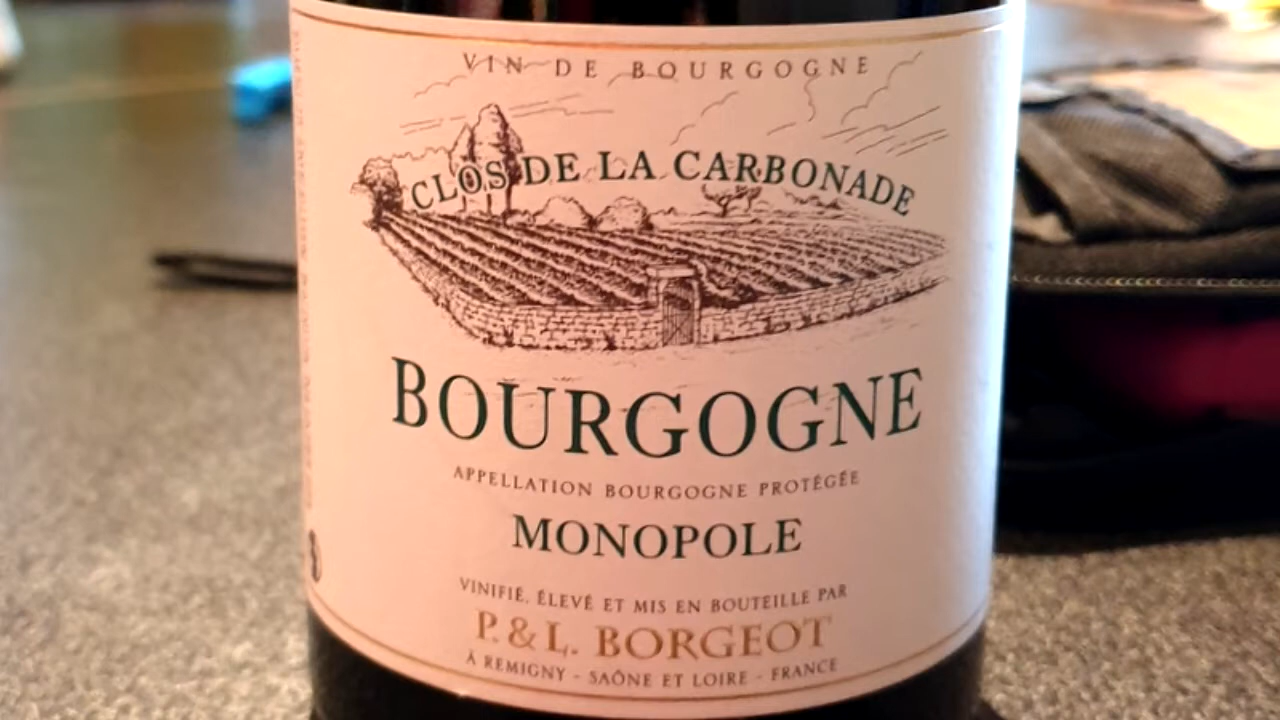 VIN DE BOURGOGNE
CLOS DE LA CARBONADE
BOURGOGNE
APPELLATION BOURGOGNE PROTÉGÉE
MONOPOLE
VINIFIÉ, ÉLEVÉ ET MIS EN BOUTEILLE PAR
P. & L. BORGEOT
À REMIGNY - SAÔNE ET LOIRE - FRANCE